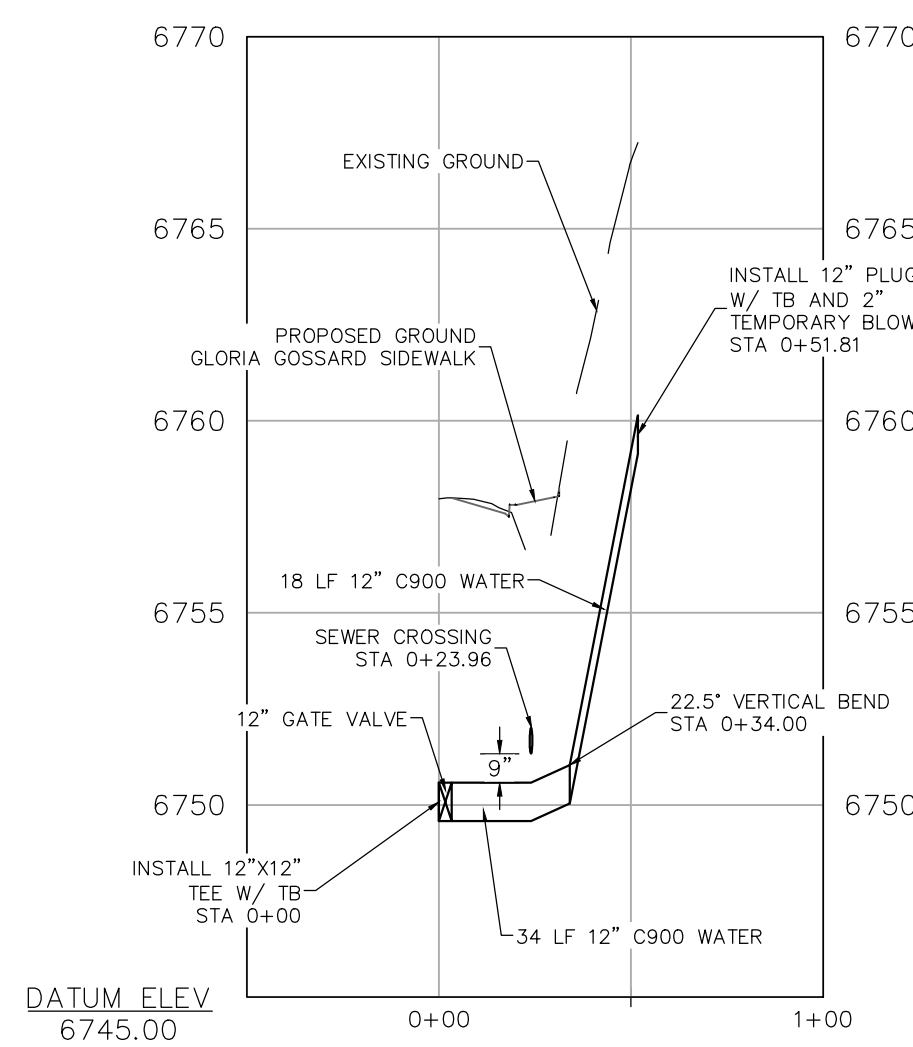 6770
6770
EXISTING GROUND
6765
6765
INSTALL 12" PLUG
W/ TB AND 2"
TEMPORARY BLOW
STA 0+51.81
PROPOSED GROUND
GLORIA GOSSARD SIDEWALK
6760
6760
18 LF 12" C900 WATER
6755
6755
SEWER CROSSING
STA 0+23.96
22.5° VERTICAL BEND
STA 0+34.00
12" GATE VALVE
9"
6750
6750
INSTALL 12"X12"
TEE W/ TB
STA 0+00
34 LF 12" C900 WATER
DATUM ELEV
6745.00
0+00
1+00